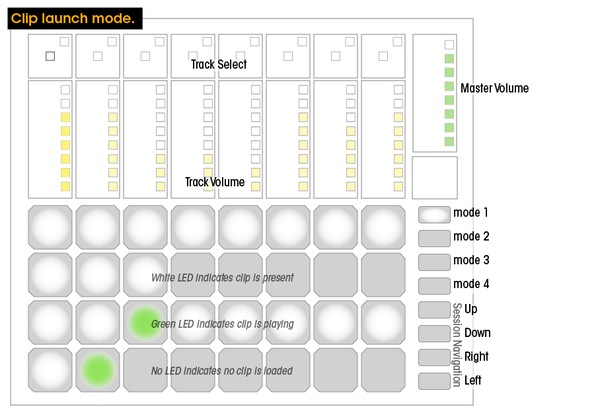 Clip launch mode.
Track Select
Master Volume
Track Volume
mode 1
mode 2
White LED indicates clip is present
mode 3
mode 4
Green LED indicates clip is playing
Session Navigation
Up
Down
No LED indicates no clip is loaded
Right
Left